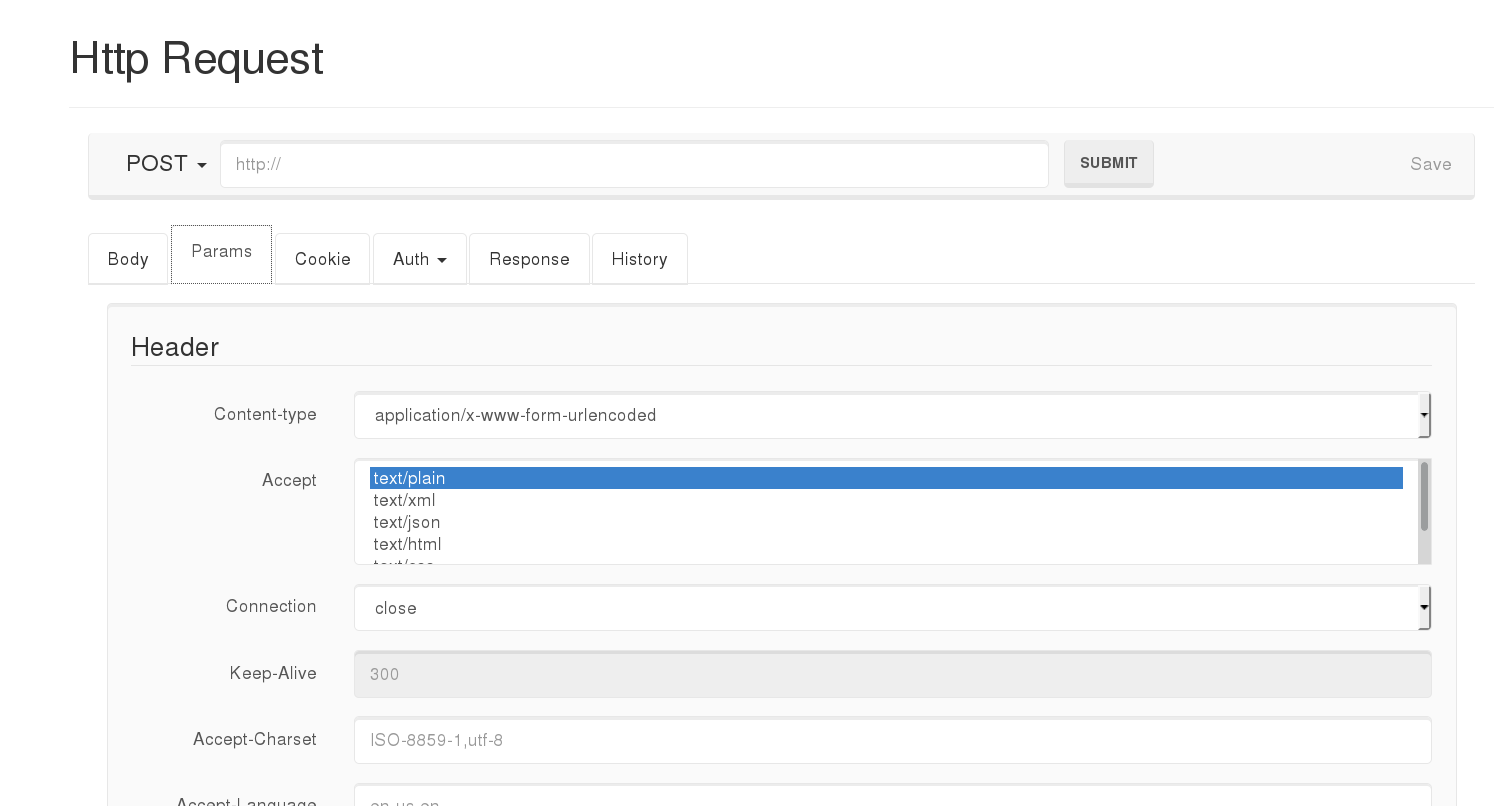 Http Request
POST http:// SUBMIT Save
Body Params Cookie Auth Response History
Header
Content-type application/x-www-form-urlencoded
Accept text/plain
text/xml
text/json
text/html
Connection close
Keep-Alive 300
Accept-Charset ISO-8859-1,utf-8
Accept-Language